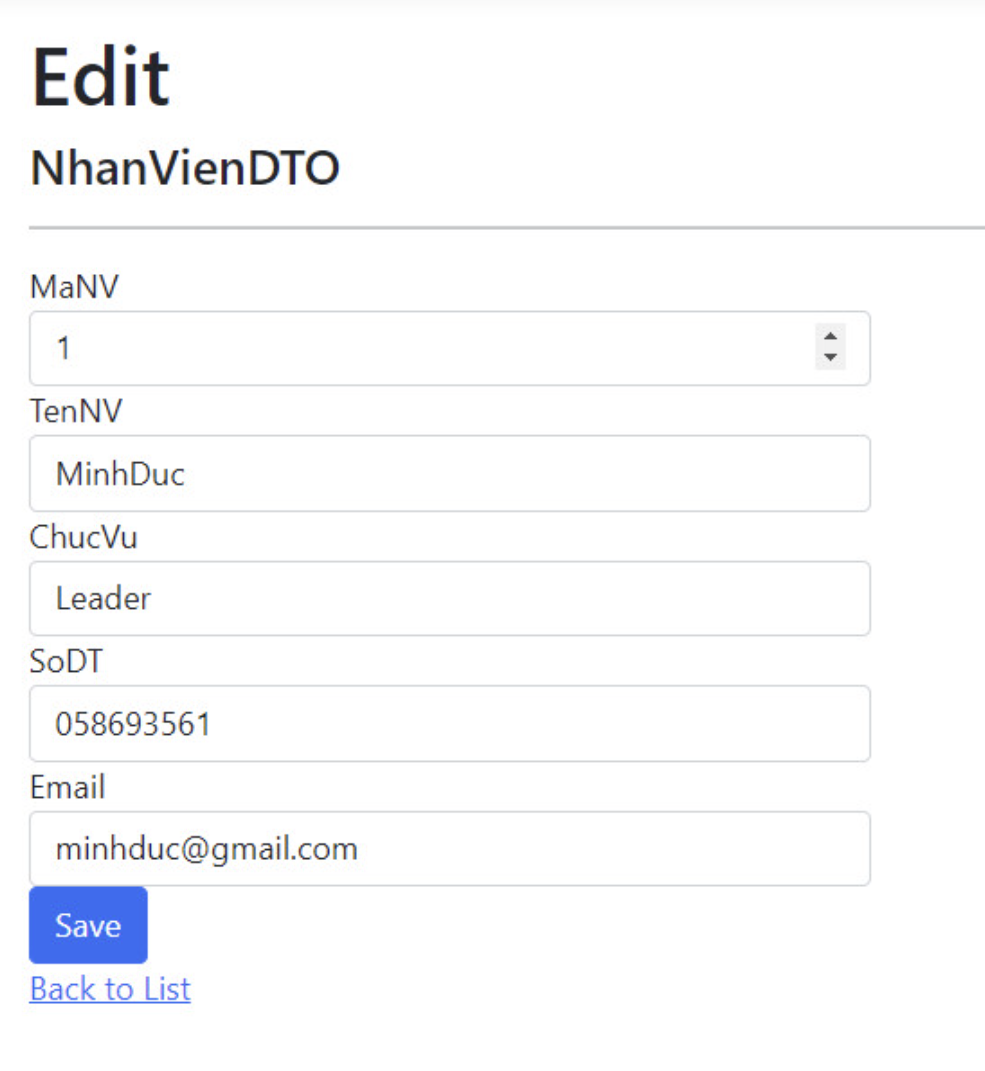 Edit
NhanVienDTO
MaNV
1
TenNV
MinhDuc
ChucVu
Leader
SoDT
058693561
Email
minhduc@gmail.com
Save
Back to List